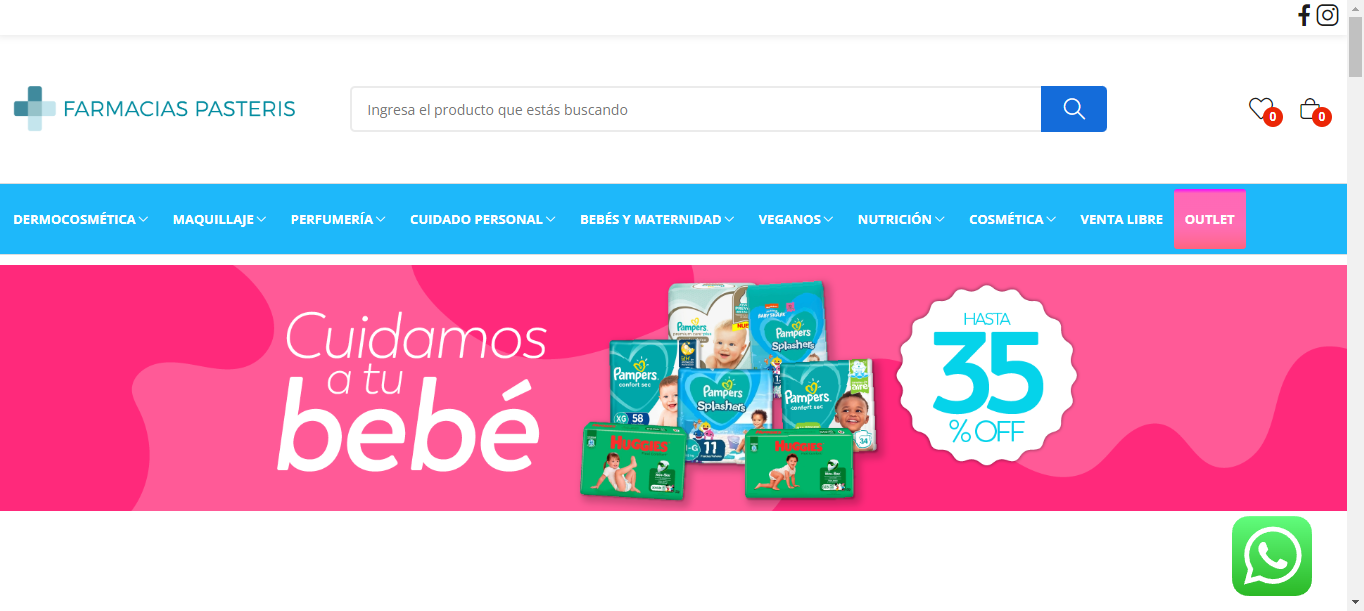 FARMACIAS PASTERIS
Ingresa el producto que estás buscando
0
0
DERMOCOSMÉTICA MAQUILLAJE PERFUMERÍA CUIDADO PERSONAL BEBÉS Y MATERNIDAD VEGANOS NUTRICIÓN COSMÉTICA VENTA LIBRE OUTLET
Cuidamos
a tu
bebé
Pampers
Pampers
Splashers
Pampers
confort sec
XG 58
Pampers
Splashers
11
Pampers
confort sec
34
HUGGIES
HUGGIES
HASTA
35
% OFF